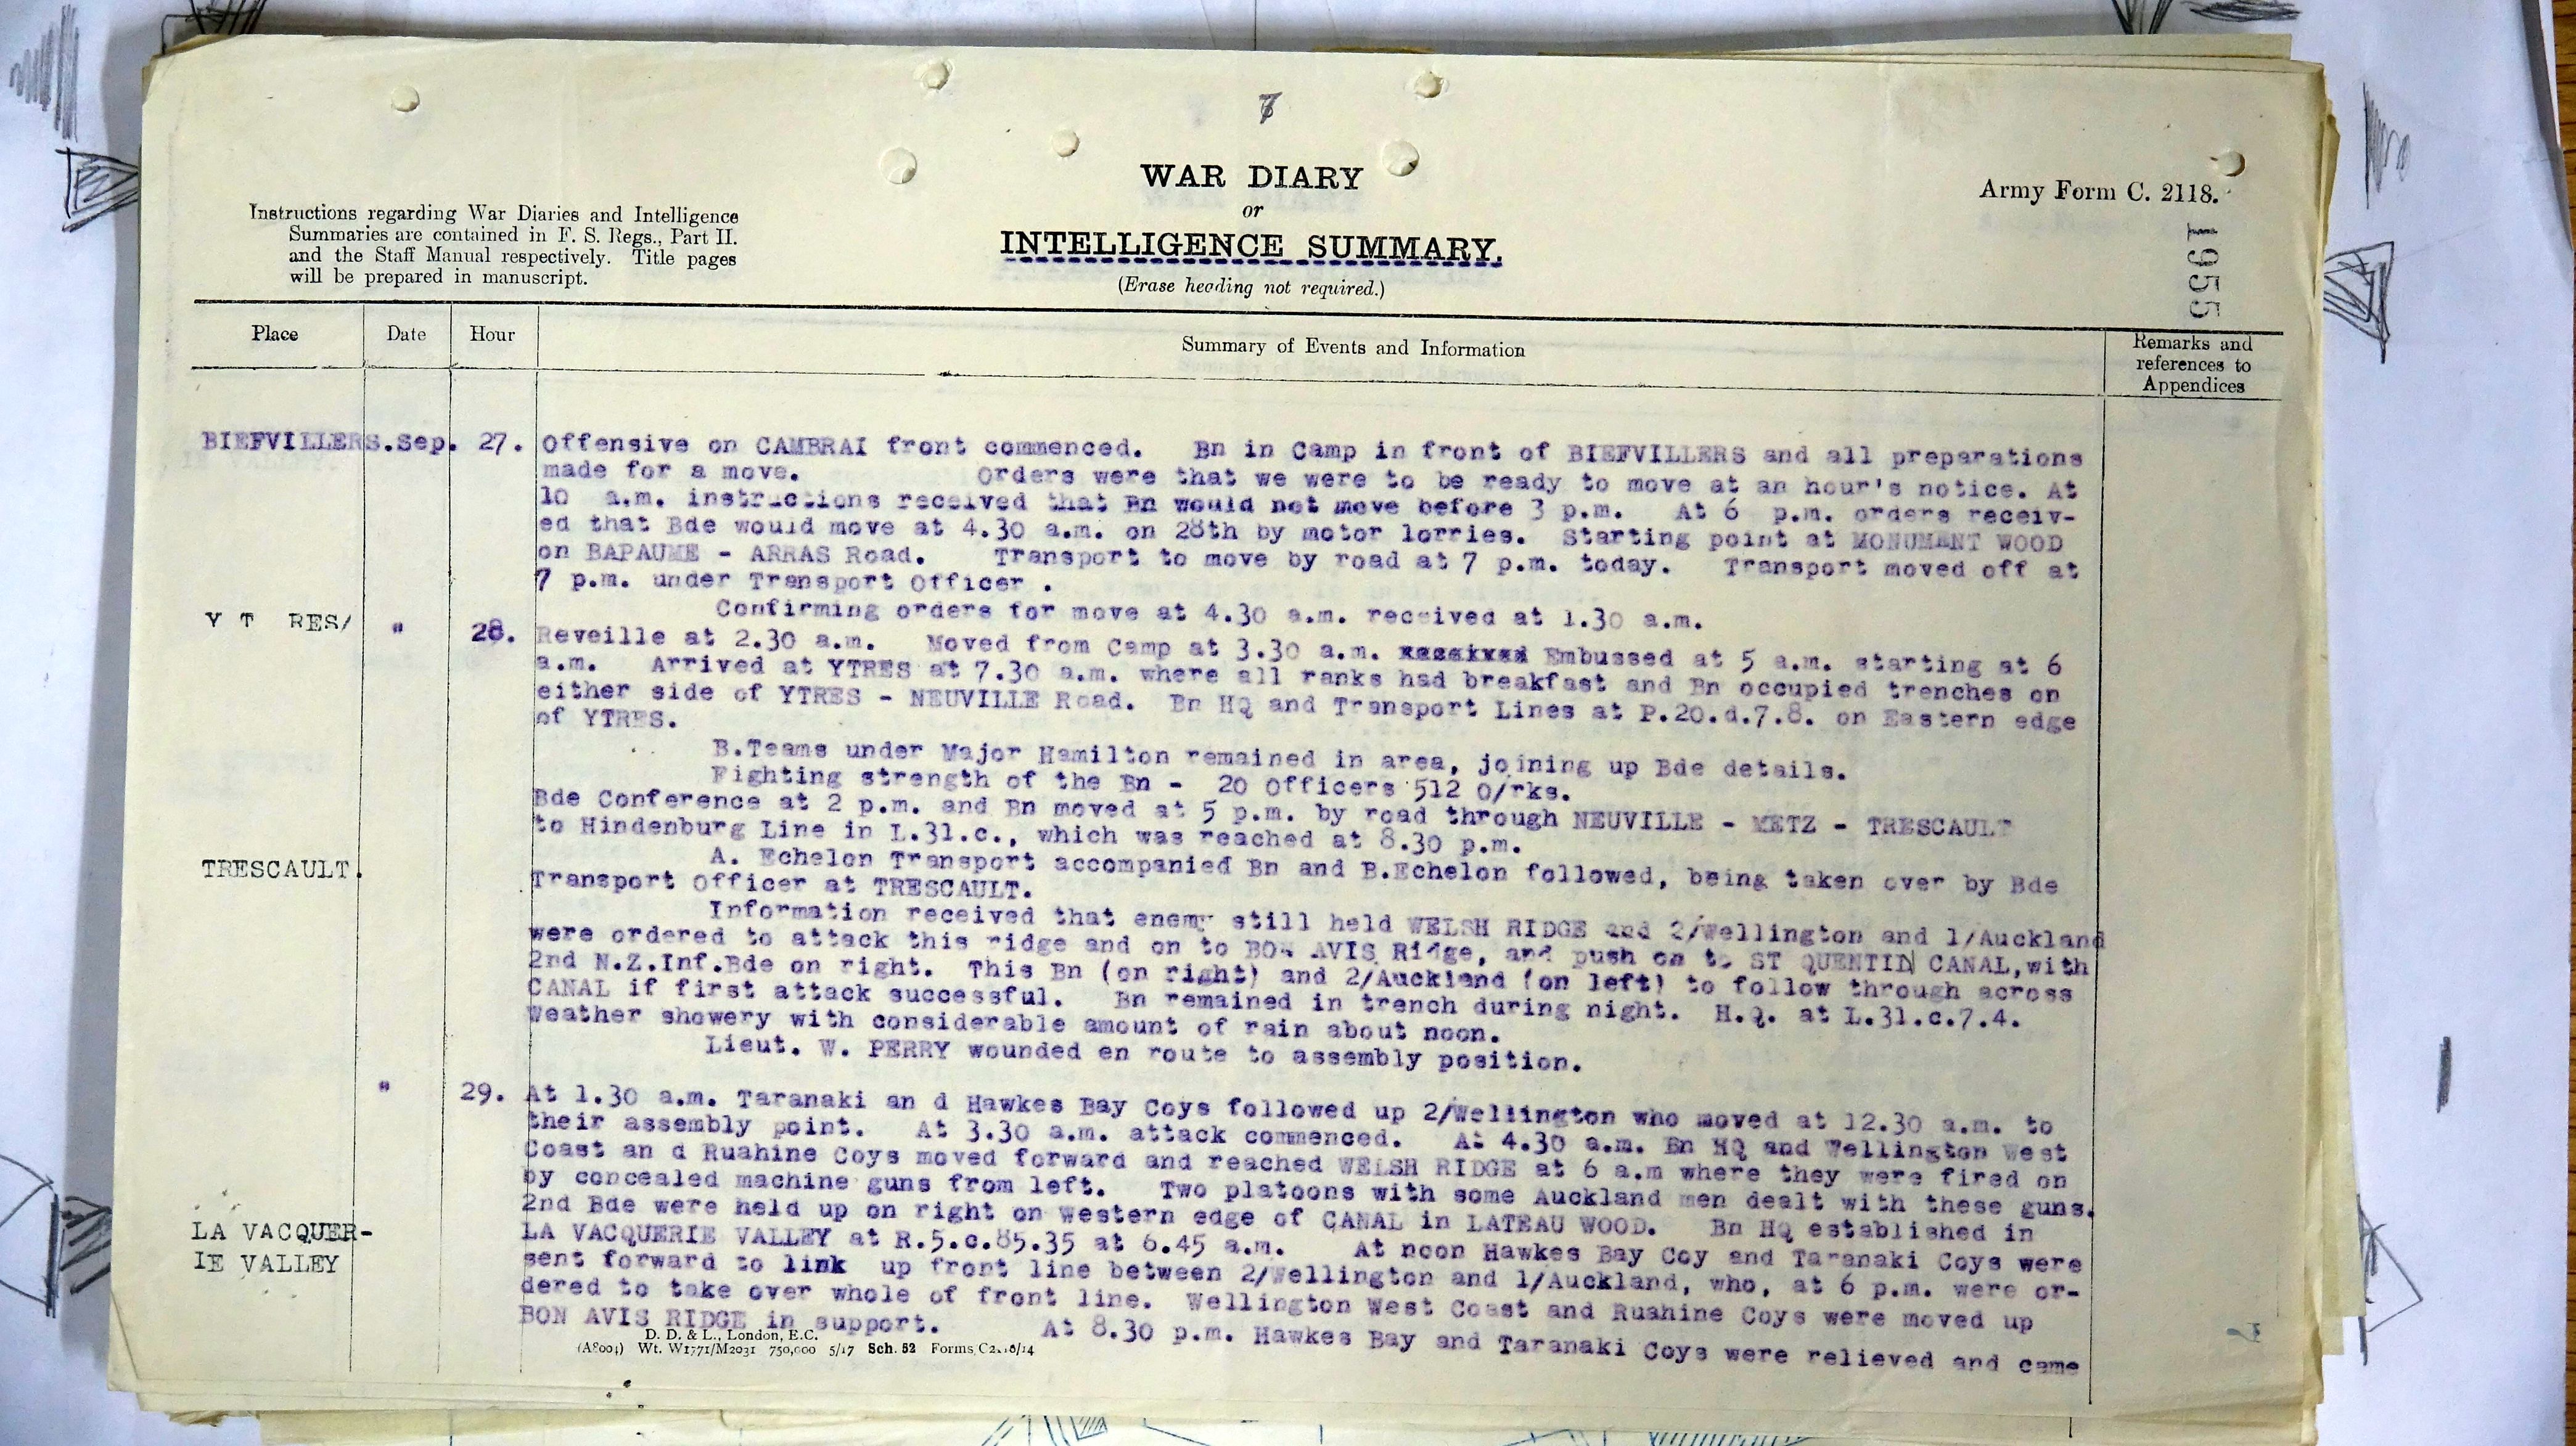 7
WAR DIARY
or
INTELLIGENCE SUMMARY.
(Erase heading not required.)
Army Form C. 2118.
1955
Instructions regarding War Diaries and Intelligence
Summaries are contained in F. S. Regs., Part II.
and the Staff Manual respectively. Title pages
will be prepared in manuscript.
Place
Date
Hour
Summary of Events and Information
Remarks and
references to
Appendices
BIEFVILLERS. Sep. 27. Offensive on CAMBRAI front commenced. Bn in Camp in front of BIEFVILLERS and all preparations
made for a move. Orders were that we were to be ready to move at an hour's notice. At
10 a.m. instructions received that Bn would not move before 3 p.m. At 6 p.m. orders receiv-
ed that Bde would move at 4.30 a.m. on 28th by motor lorries. Starting point at MONUMENT WOOD
on BAPAUME - ARRAS Road. Transport to move by road at 7 p.m. today. Transport moved off at
7 p.m. under Transport Officer .
Confirming orders for move at 4.30 a.m. received at 1.30 a.m.
Y T RES/ " 28. Reveille at 2.30 a.m. Moved from Camp at 3.30 a.m. Embussed at 5 a.m. starting at 6
a.m. Arrived at YTRES at 7.30 a.m. where all ranks had breakfast and Bn occupied trenches on
either side of YTRES - NEUVILLE Road. Bn HQ and Transport Lines at P.20.d.7.8. on Eastern edge
of YTRES.
B.Teams under Major Hamilton remained in area, joining up Bde details.
Fighting strength of the Bn - 20 Officers 512 O/rks.
Bde Conference at 2 p.m. and Bn moved at 5 p.m. by road through NEUVILLE - METZ - TRESCAULT
to Hindenburg Line in L.31.c., which was reached at 8.30 p.m.
TRESCAULT. A. Echelon Transport accompanied Bn and B.Echelon followed, being taken over by Bde
Transport Officer at TRESCAULT.
Information received that enemy still held WELSH RIDGE and 2/Wellington and 1/Auckland
were ordered to attack this ridge and on to BON AVIS Ridge, and push on to ST QUENTIN CANAL, with
2nd N.Z.Inf.Bde on right. This Bn (on right) and 2/Auckland (on left) to follow through across
CANAL if first attack successful. Bn remained in trench during night. H.Q. at L.31.c.7.4.
Weather showery with considerable amount of rain about noon.
Lieut. W. PERRY wounded en route to assembly position.
" 29. At 1.30 a.m. Taranaki an d Hawkes Bay Coys followed up 2/Wellington who moved at 12.30 a.m. to
their assembly point. At 3.30 a.m. attack commenced. At 4.30 a.m. Bn HQ and Wellington West
Coast an d Ruahine Coys moved forward and reached WELSH RIDGE at 6 a.m where they were fired on
by concealed machine guns from left. Two platoons with some Auckland men dealt with these guns.
2nd Bde were held up on right on Western edge of CANAL in LATEAU WOOD. Bn HQ established in
LA VACQUER-
IE VALLEY
LA VACQUERIE VALLEY at R.5.c.85.35 at 6.45 a.m. At noon Hawkes Bay Coy and Taranaki Coys were
sent forward to link up front line between 2/Wellington and 1/Auckland, who, at 6 p.m. were or-
dered to take over whole of front line. Wellington West Coast and Ruahine Coys were moved up
BON AVIS RIDGE in support. At 8.30 p.m. Hawkes Bay and Taranaki Coys were relieved and came
D. D. & L., London, E.C.
(A8004) Wt. W1771/M2031 750,000 5/17 Sch. 52 Forms/C2118/14